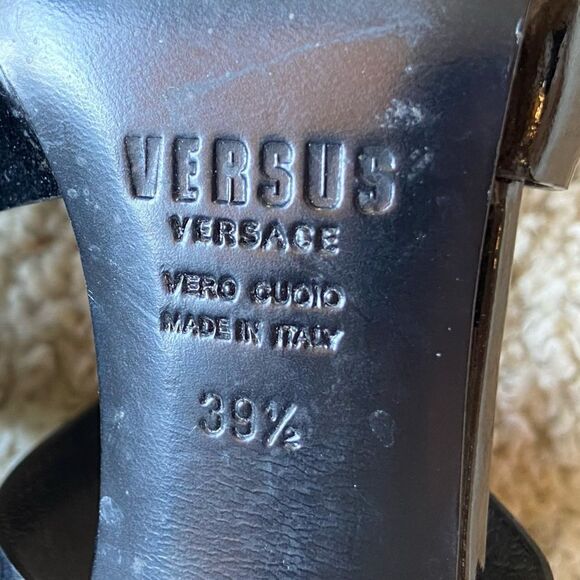 VERSUS
VERSACE
VERO CUOIO
MADE IN ITALY
39½